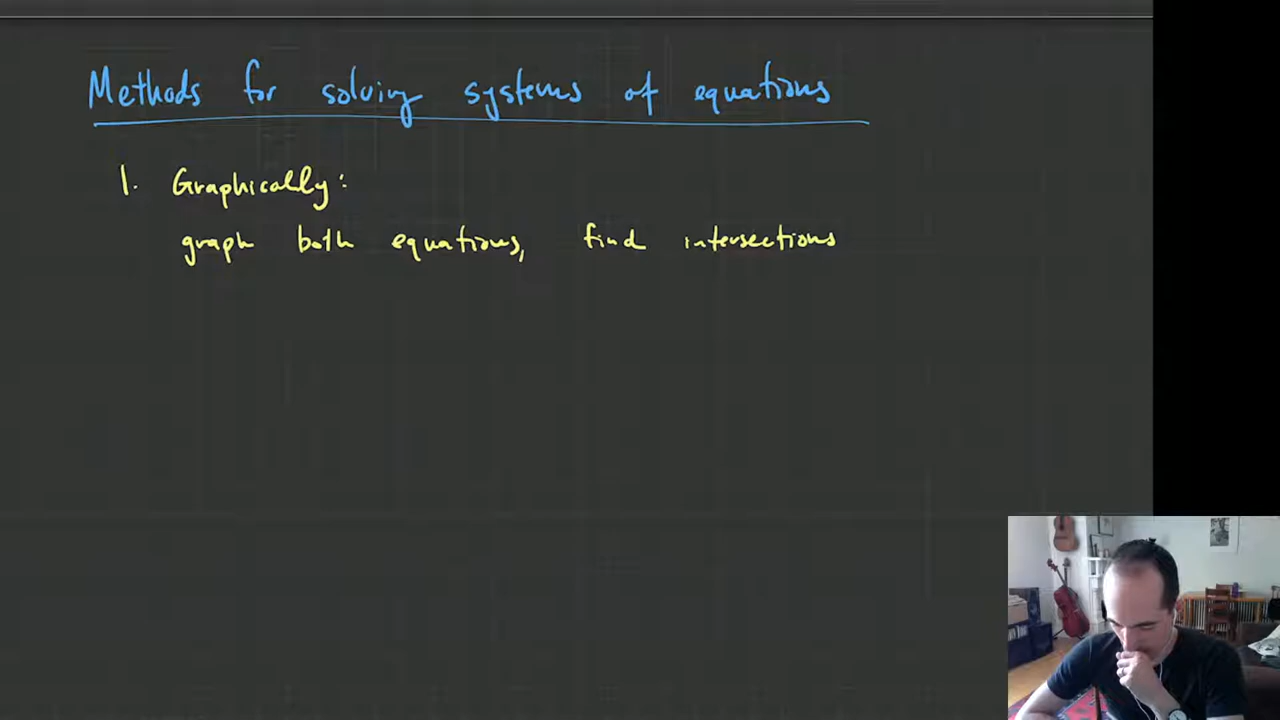 Methods for solving systems of equations
1. Graphically:
graph both equations, find intersections